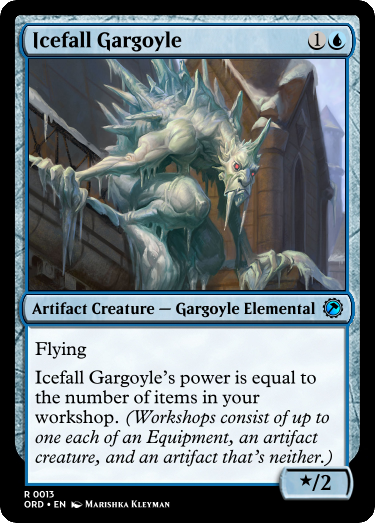 Icefall Gargoyle 1
Artifact Creature — Gargoyle Elemental
Flying
Icefall Gargoyle's power is equal to
the number of items in your
workshop. (Workshops consist of up to
one each of an Equipment, an artifact
creature, and an artifact that's neither.)
★/2
R 0013
ORD • EN Marishka Kleyman